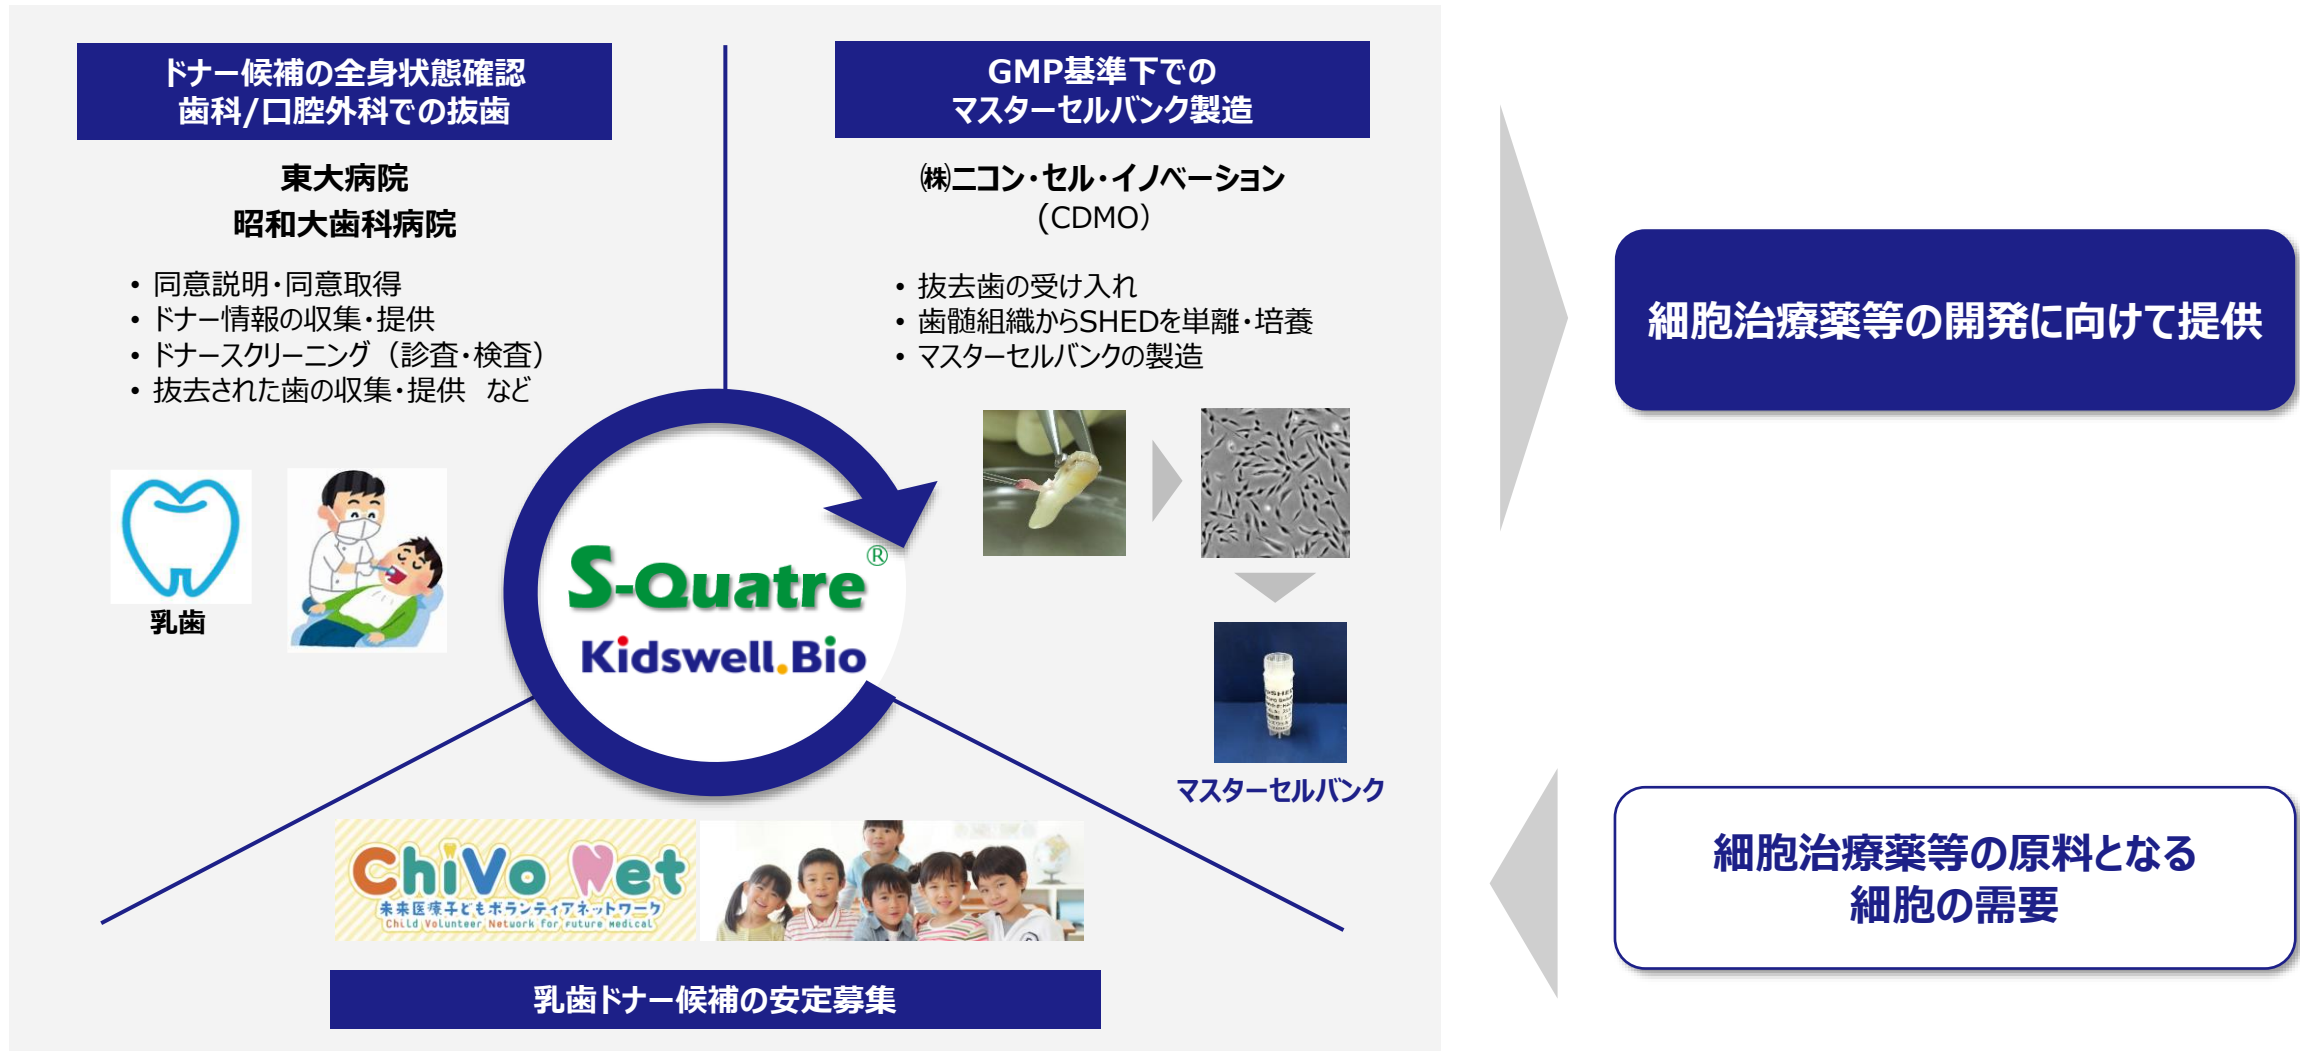 ドナー候補の全身状態確認
歯科/口腔外科での抜歯
東大病院
昭和大歯科病院
• 同意説明・同意取得
• ドナー情報の収集・提供
• ドナースクリーニング（診査・検査）
• 抜去された歯の収集・提供　など
乳歯
GMP基準下での
マスターセルバンク製造
㈱ニコン・セル・イノベーション
(CDMO）
• 抜去歯の受け入れ
• 歯髄組織からSHEDを単離・培養
• マスターセルバンクの製造
マスターセルバンク
S-Quatre®
Kidswell.Bio
ChiVo Net
未来医療子どもボランティアネットワーク
Child Volunteer Network for Future Medical
乳歯ドナー候補の安定募集
細胞治療薬等の開発に向けて提供
細胞治療薬等の原料となる
細胞の需要